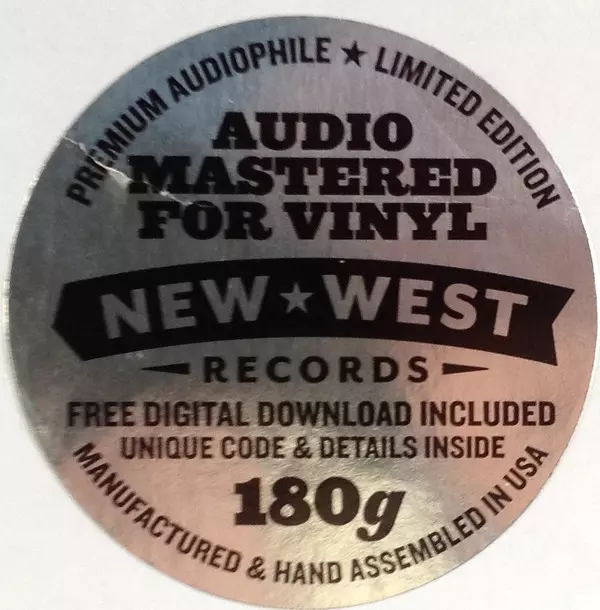 PREMIUM AUDIOPHILE ★ LIMITED EDITION
AUDIO
MASTERED
FOR VINYL
NEW★WEST
RECORDS
FREE DIGITAL DOWNLOAD INCLUDED
UNIQUE CODE & DETAILS INSIDE
180g
MANUFACTURED & HAND ASSEMBLED IN USA